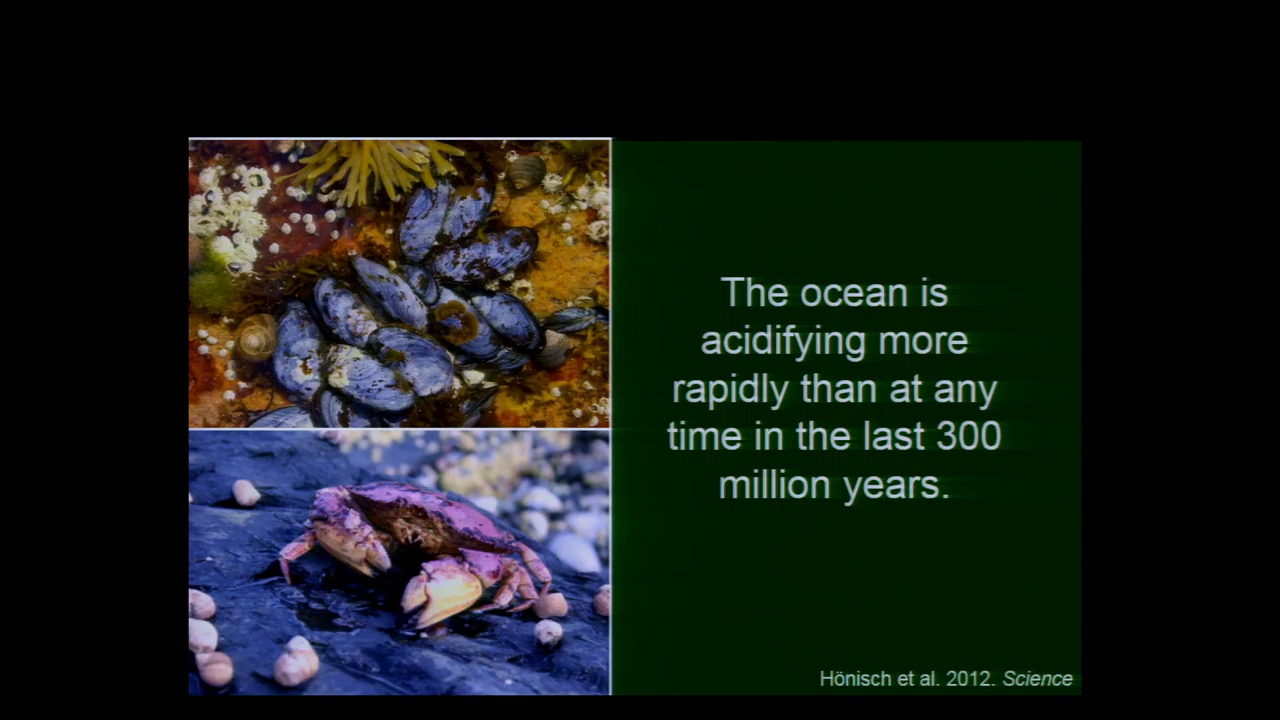 The ocean is
acidifying more
rapidly than at any
time in the last 300
million years.
Hönisch et al. 2012. Science